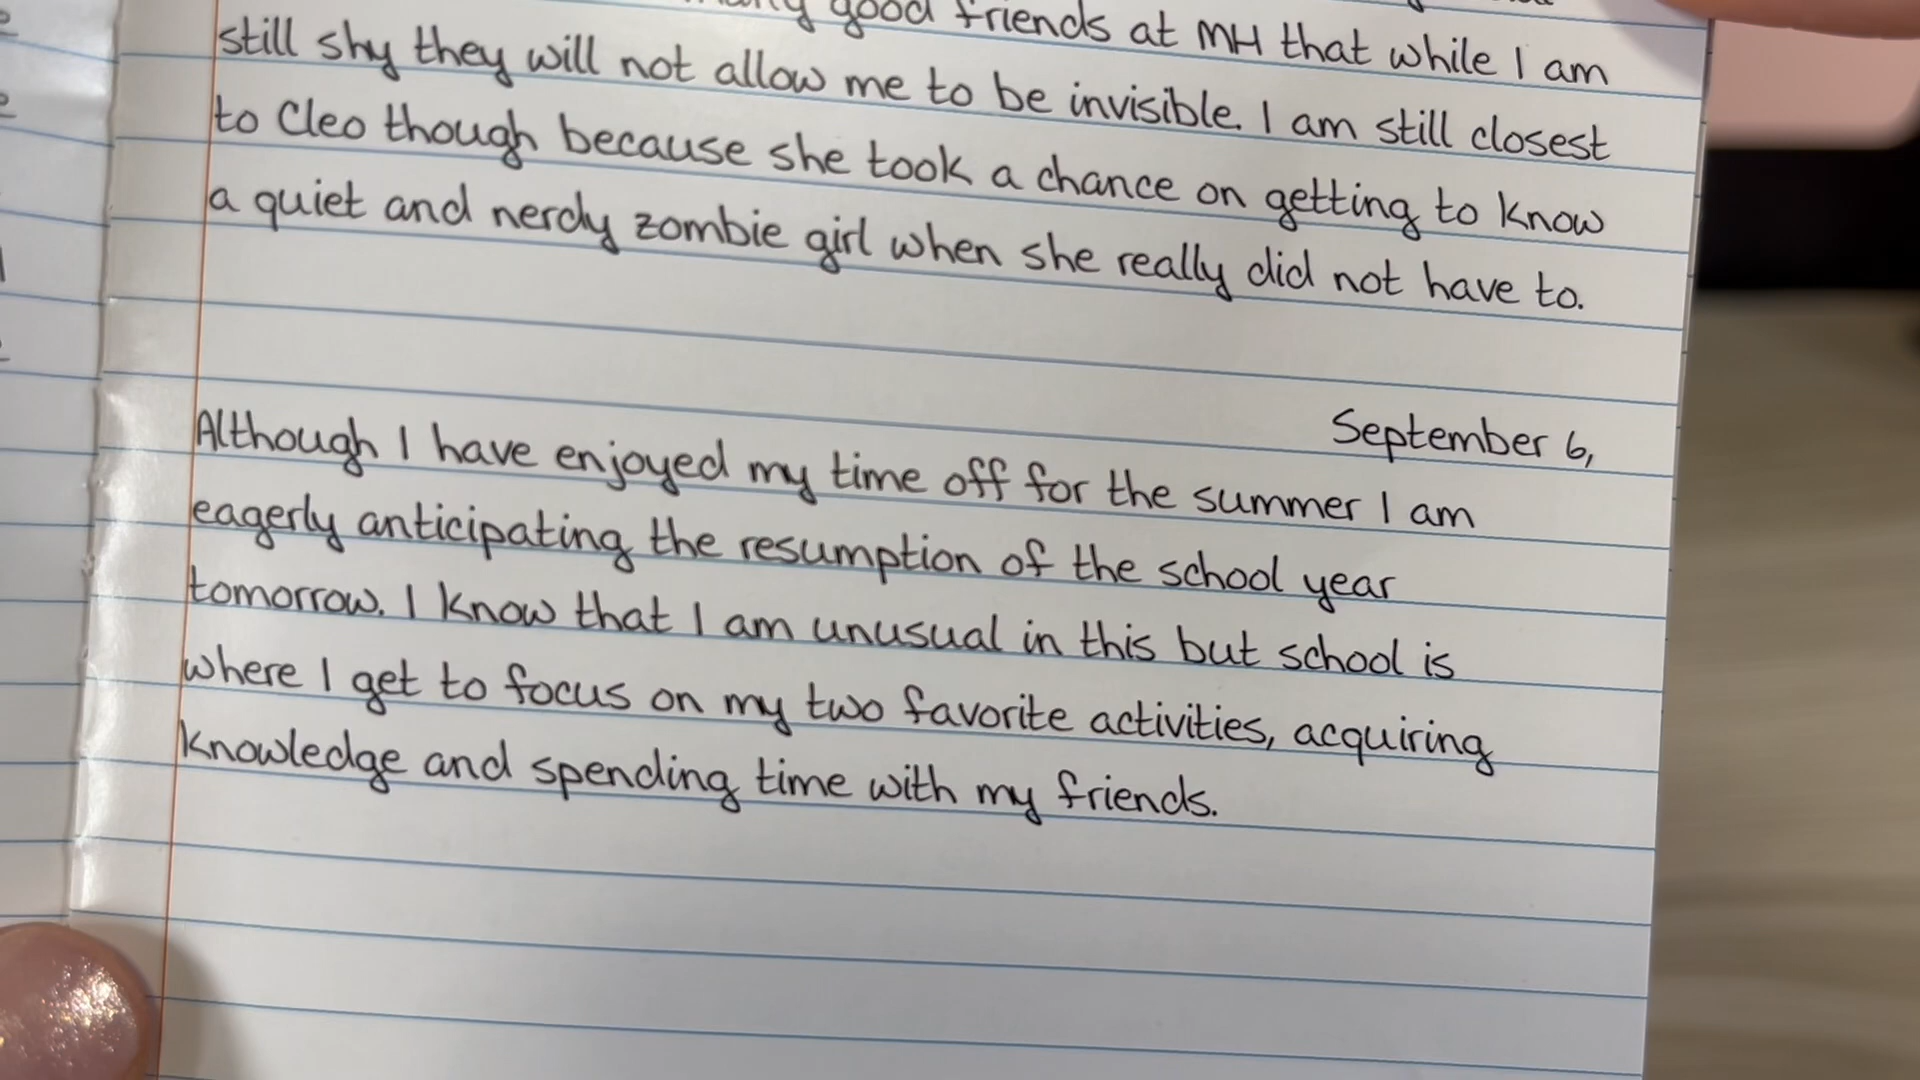 good friends at MH that while I am
still shy they will not allow me to be invisible. I am still closest
to Cleo though because she took a chance on getting to know
a quiet and nerdy zombie girl when she really did not have to.
September 6,
Although I have enjoyed my time off for the summer I am
eagerly anticipating the resumption of the school year
tomorrow. I know that I am unusual in this but school is
where I get to focus on my two favorite activities, acquiring
knowledge and spending time with my friends.